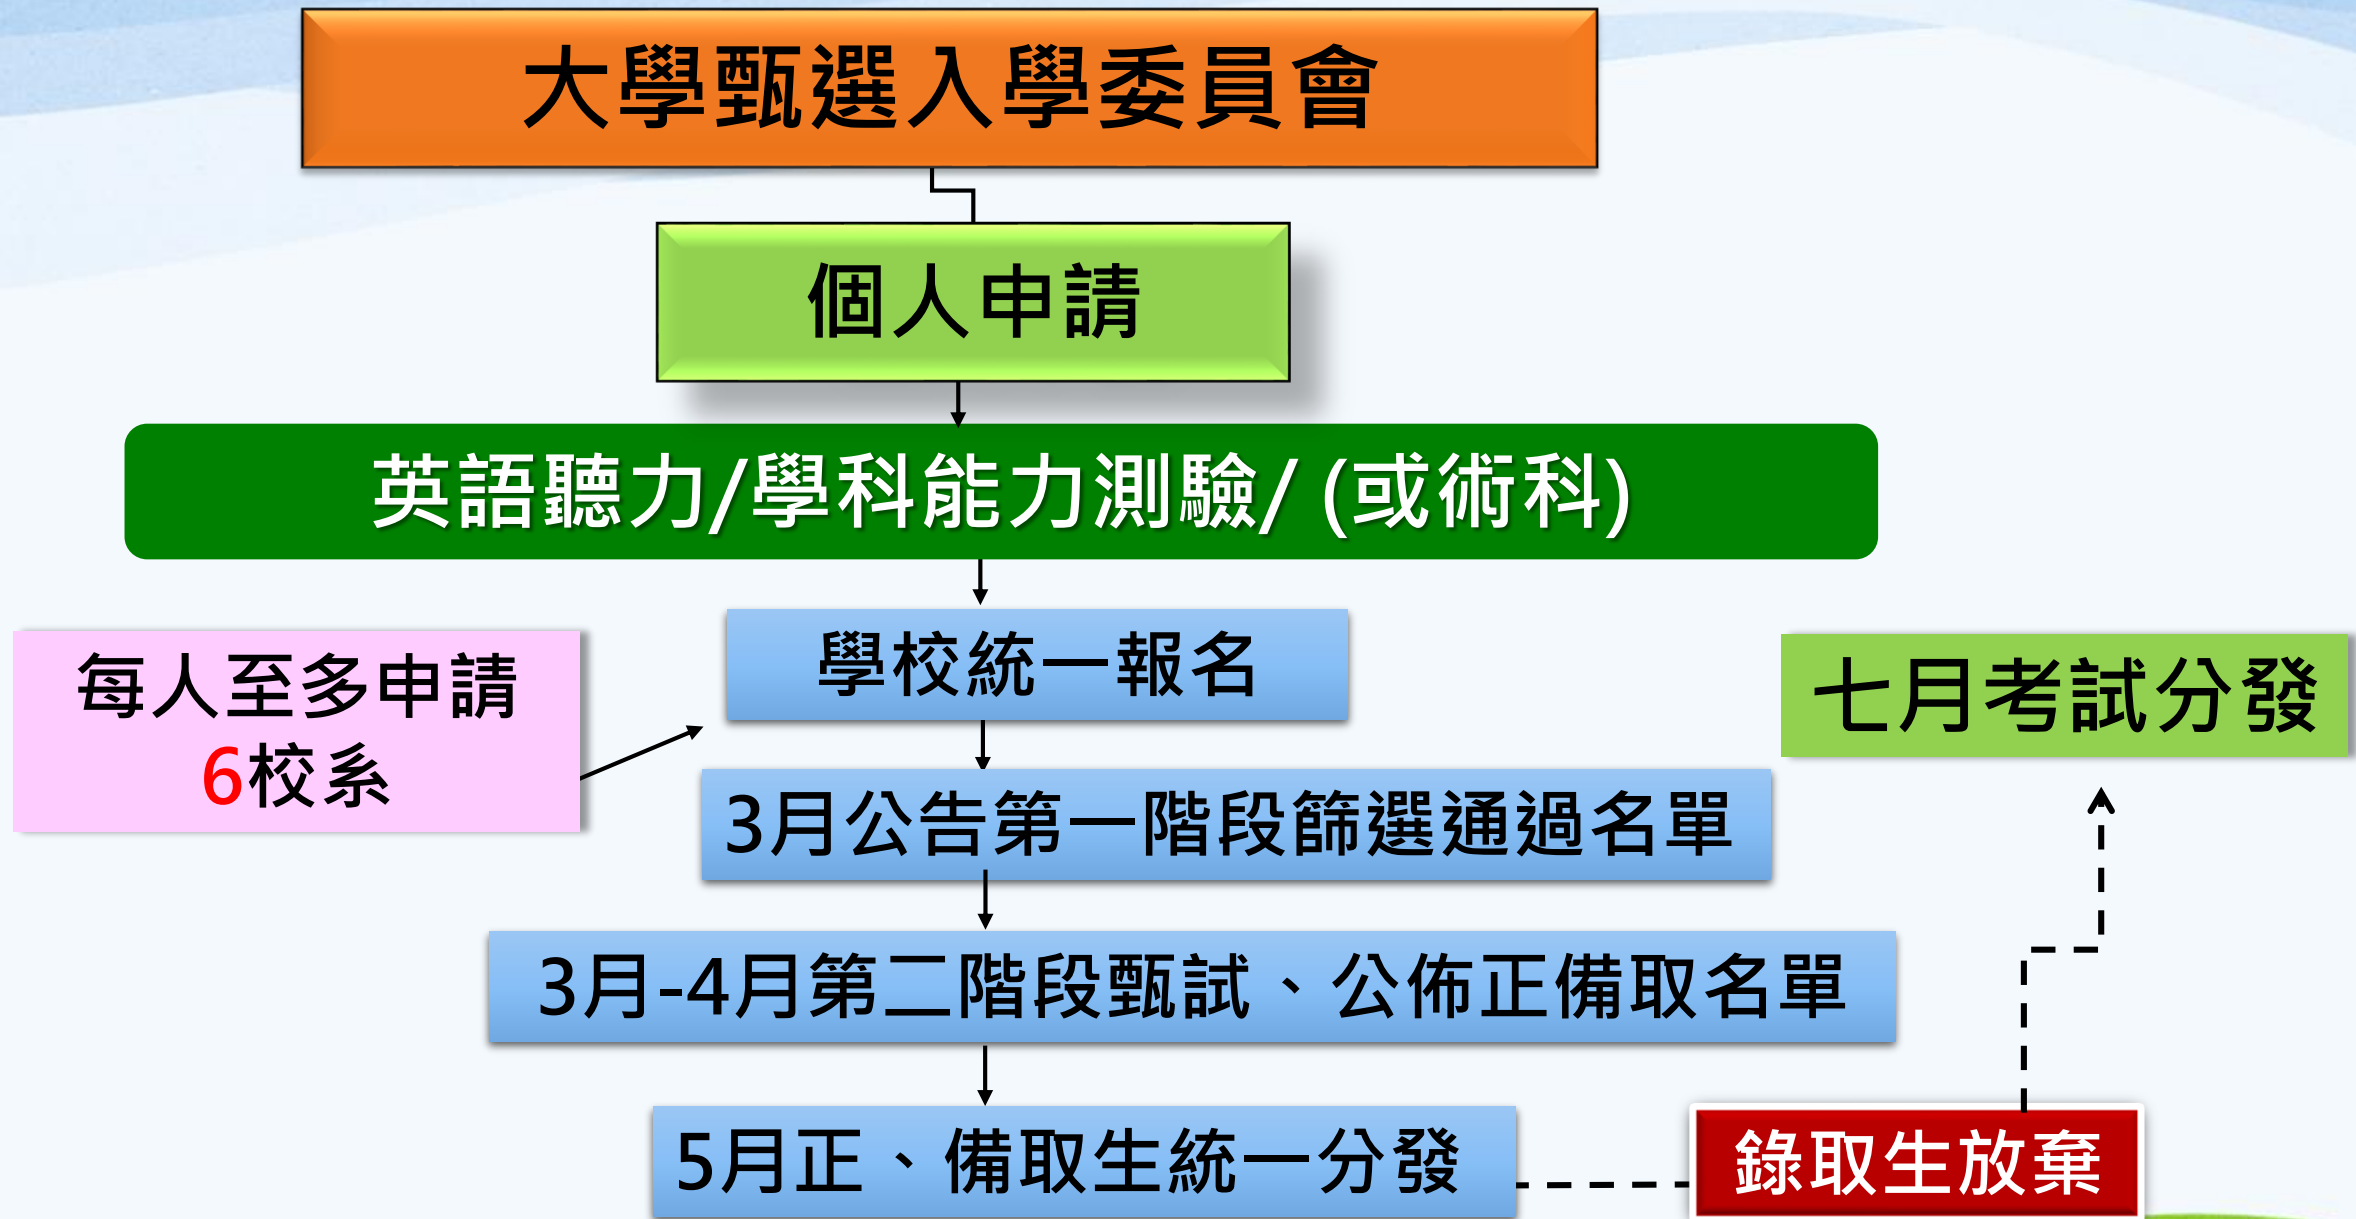 大學甄選入學委員會
個人申請
英語聽力/學科能力測驗/(或術科)
學校統一報名
每人至多申請
6校系
七月考試分發
3月公告第一階段篩選通過名單
3月-4月第二階段甄試、公佈正備取名單
5月正、備取生統一分發
錄取生放棄